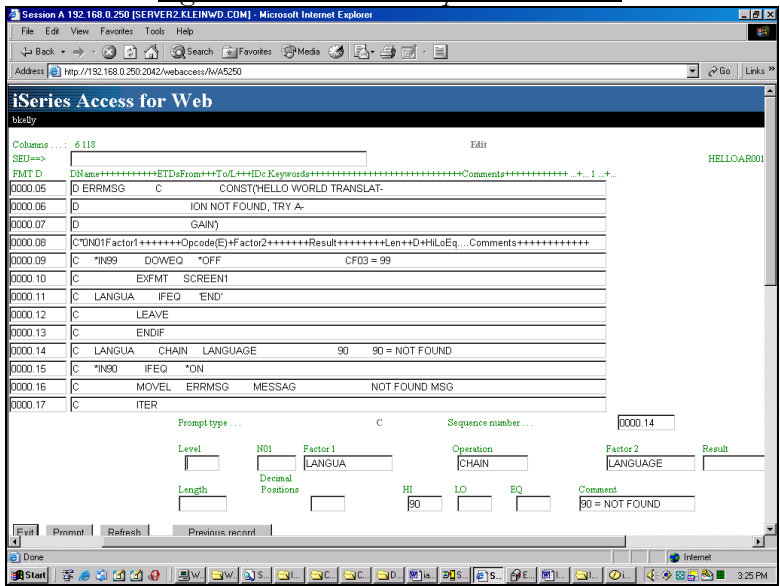 Session A 192.168.0.250 [SERVER2.KLEINWD.COM] - Microsoft Internet Explorer
File Edit View Favorites Tools Help
Back Search Favorites Media
Address http://192.168.0.250:2042/webaccess/iWA5250 Go Links »
iSeries Access for Web
bkelly
Columns . . . : 6 118 Edit
SEU==> HELLOAR001
FMT D DName+++++++++++ETDsFrom+++To/L+++IDc.Keywords+++++++++++++++++++++++++++++Comments++++++++++++ ...+... 1 ...+...
0000.05 D ERRMSG C CONST('HELLO WORLD TRANSLAT-
0000.06 D ION NOT FOUND, TRY A-
0000.07 D GAIN')
0000.08 C*0N01Factor1+++++++Opcode(E)+Factor2+++++++Result++++++++Len++D+HiLoEq....Comments++++++++++++
0000.09 C *IN99 DOWEQ *OFF CF03 = 99
0000.10 C EXFMT SCREEN1
0000.11 C LANGUA IFEQ 'END'
0000.12 C LEAVE
0000.13 C ENDIF
0000.14 C LANGUA CHAIN LANGUAGE 90 90 = NOT FOUND
0000.15 C *IN90 IFEQ *ON
0000.16 C MOVEL ERRMSG MESSAG NOT FOUND MSG
0000.17 C ITER
Prompt type . . . C Sequence number . . . 0000.14
Level N01 Factor 1 Operation Factor 2 Result
LANGUA CHAIN LANGUAGE
Decimal
Length Positions HI LO EQ Comment
90 90 = NOT FOUND
Exit Prompt Refresh Previous record
Done Internet
Start 3:25 PM